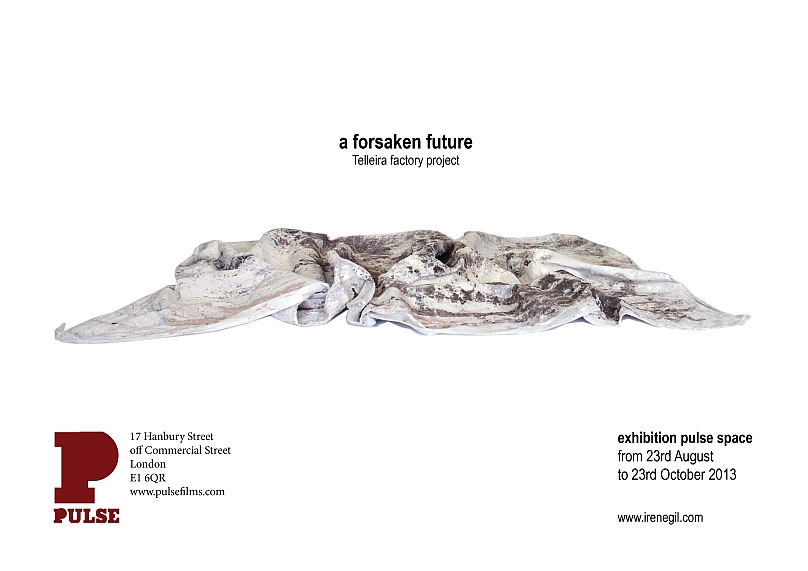 a forsaken future
Telleira factory project
P
PULSE
17 Hanbury Street
off Commercial Street
London
E1 6QR
www.pulsefilms.com
exhibition pulse space
from 23rd August
to 23rd October 2013
www.irenegil.com